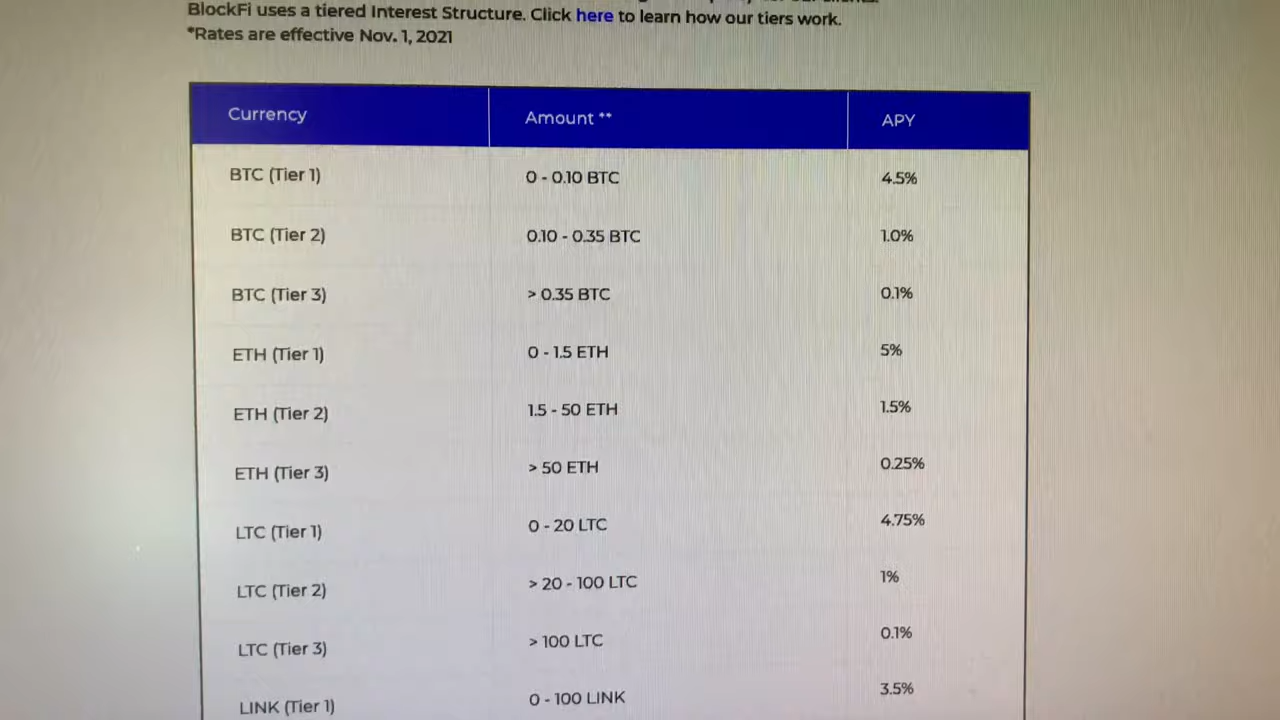 BlockFi uses a tiered Interest Structure. Click here to learn how our tiers work.
*Rates are effective Nov. 1, 2021
Currency Amount ** APY
BTC (Tier 1) 0 - 0.10 BTC 4.5%
BTC (Tier 2) 0.10 - 0.35 BTC 1.0%
BTC (Tier 3) > 0.35 BTC 0.1%
ETH (Tier 1) 0 - 1.5 ETH 5%
ETH (Tier 2) 1.5 - 50 ETH 1.5%
ETH (Tier 3) > 50 ETH 0.25%
LTC (Tier 1) 0 - 20 LTC 4.75%
LTC (Tier 2) > 20 - 100 LTC 1%
LTC (Tier 3) > 100 LTC 0.1%
LINK (Tier 1) 0 - 100 LINK 3.5%